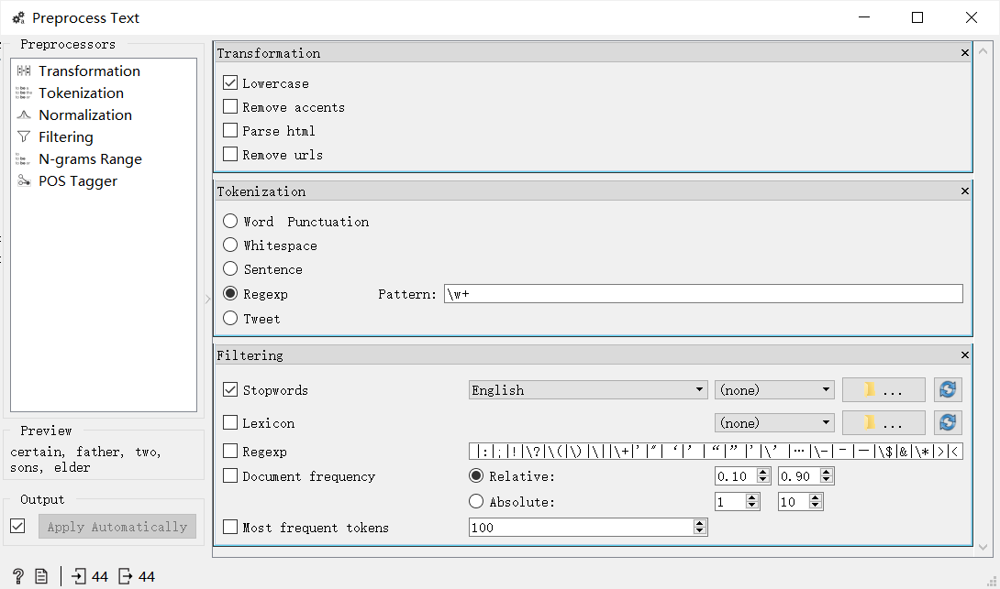 Preprocess Text
Preprocessors
Transformation
Tokenization
Normalization
Filtering
N-grams Range
POS Tagger
Preview
certain, father, two,
sons, elder
Output
Apply Automatically
? 44 44
Transformation
Lowercase
Remove accents
Parse html
Remove urls
Tokenization
Word Punctuation
Whitespace
Sentence
Regexp Pattern: \w+
Tweet
Filtering
Stopwords English (none) ...
Lexicon (none) ...
Regexp |:|;|!|\?|\(|\)|\||\+|'|"|‘|’|“|”|'|\’|…|\-|–|—|\$|&|\*|>|<
Document frequency Relative: 0.10 0.90
Absolute: 1 10
Most frequent tokens 100